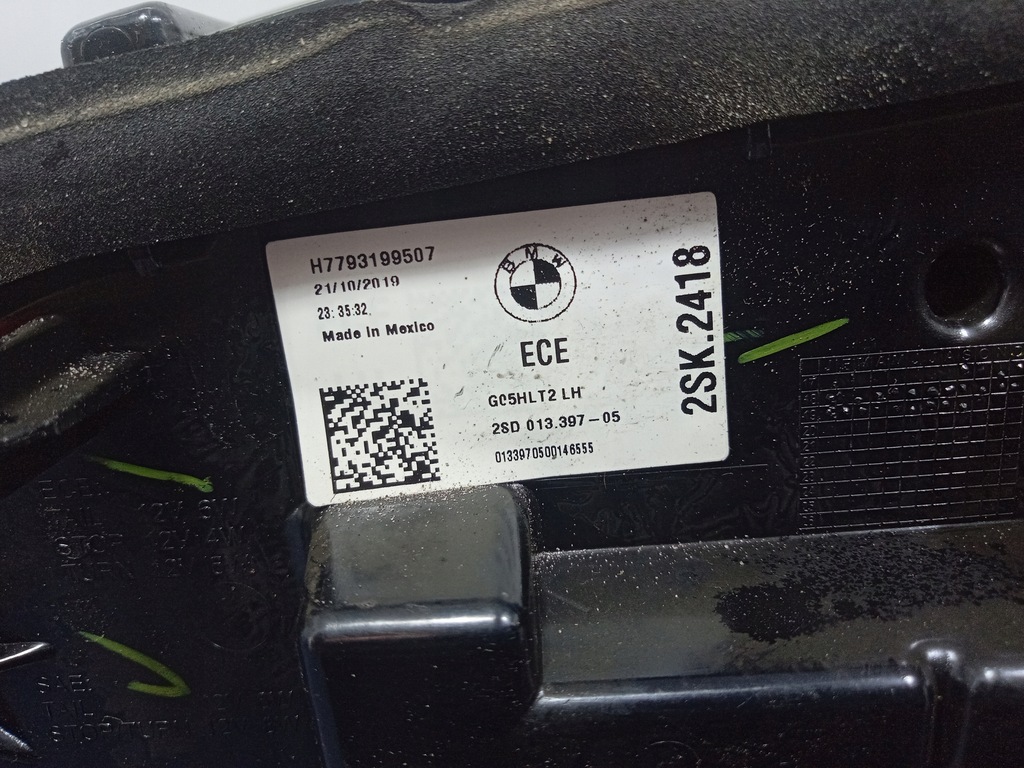 H7793199507
21/10/2019
23:35:32
Made In Mexico
BMW
ECE
G05HLT2 LH
2SD 013.397-05
0133970500146555
2SK.2418